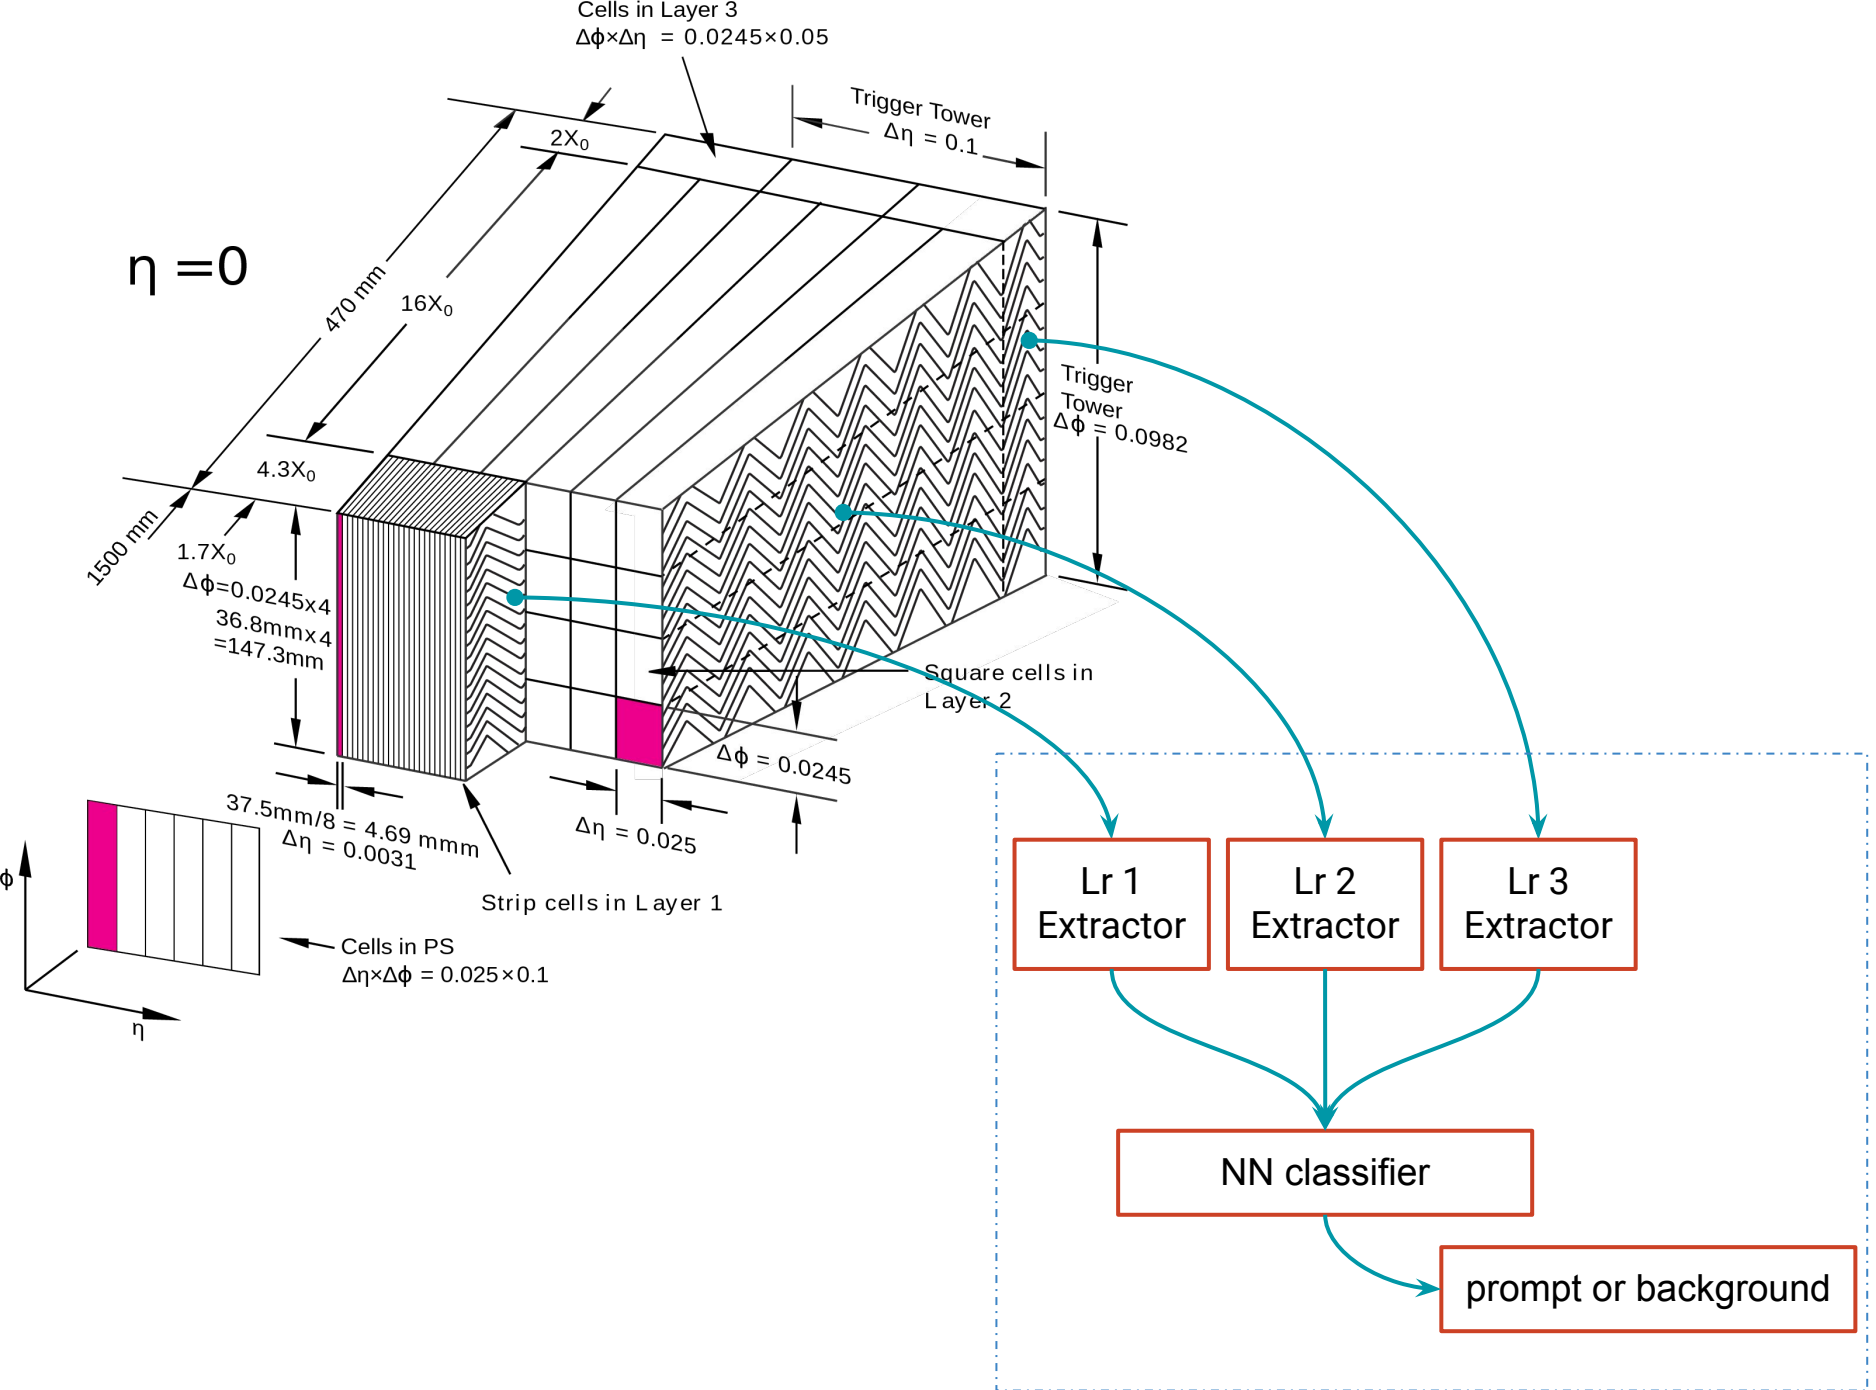 Cells in Layer 3
Δϕ×Δη = 0.0245×0.05
Trigger Tower
Δη = 0.1
2X₀
η =0
470 mm
16X₀
Trigger
Tower
Δϕ = 0.0982
4.3X₀
1500 mm
1.7X₀
Δϕ=0.0245x4
36.8mmx4
=147.3mm
Square cells in
Layer 2
Δϕ = 0.0245
37.5mm/8 = 4.69 mmm
Δη = 0.0031
Δη = 0.025
Strip cells in Layer 1
ϕ
Cells in PS
Δη×Δϕ = 0.025×0.1
η
Lr 1
Extractor
Lr 2
Extractor
Lr 3
Extractor
NN classifier
prompt or background